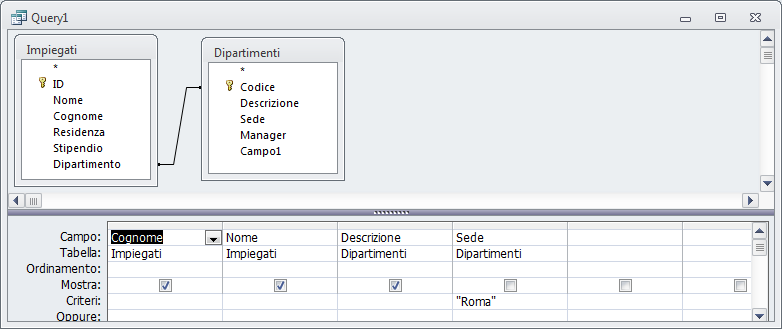 Query1
Impiegati
*
ID
Nome
Cognome
Residenza
Stipendio
Dipartimento
Dipartimenti
*
Codice
Descrizione
Sede
Manager
Campo1
Campo: Cognome Nome Descrizione Sede
Tabella: Impiegati Impiegati Dipartimenti Dipartimenti
Ordinamento:
Mostra:
Criteri: "Roma"
Oppure: